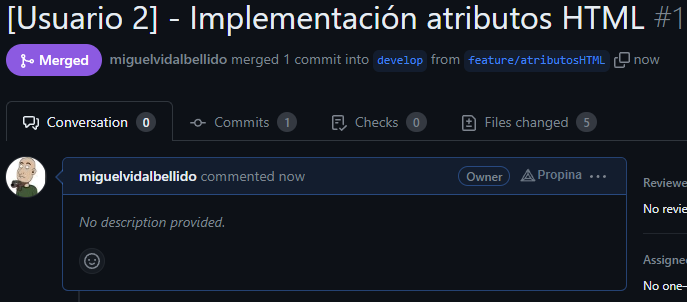 [Usuario 2] - Implementación atributos HTML #1
Merged miguelvidalbellido merged 1 commit into develop from feature/atributosHTML now
Conversation 0 Commits 1 Checks 0 Files changed 5
miguelvidalbellido commented now Owner Propina
No description provided.
Reviewe
No revie
Assigned
No one-